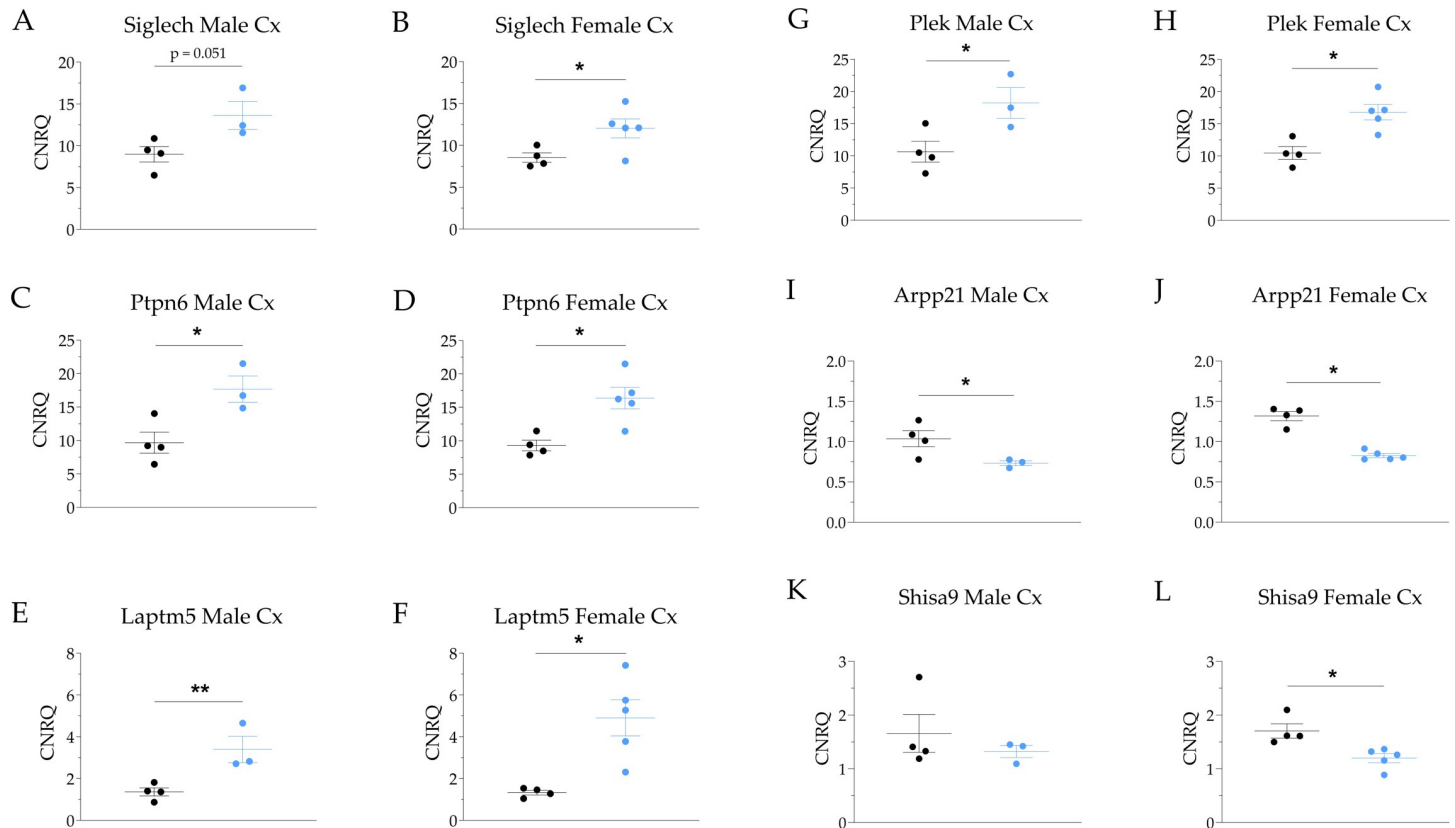 A
Siglech Male Cx
p = 0.051
20
15
10
5
0
CNRQ
B
Siglech Female Cx
*
20
15
10
5
0
CNRQ
G
Plek Male Cx
*
25
20
15
10
5
0
CNRQ
H
Plek Female Cx
*
25
20
15
10
5
0
CNRQ
C
Ptpn6 Male Cx
*
25
20
15
10
5
0
CNRQ
D
Ptpn6 Female Cx
*
25
20
15
10
5
0
CNRQ
I
Arpp21 Male Cx
*
2.0
1.5
1.0
0.5
0.0
CNRQ
J
Arpp21 Female Cx
*
2.0
1.5
1.0
0.5
0.0
CNRQ
E
Laptm5 Male Cx
**
8
6
4
2
0
CNRQ
F
Laptm5 Female Cx
*
8
6
4
2
0
CNRQ
K
Shisa9 Male Cx
3
2
1
0
CNRQ
L
Shisa9 Female Cx
*
3
2
1
0
CNRQ